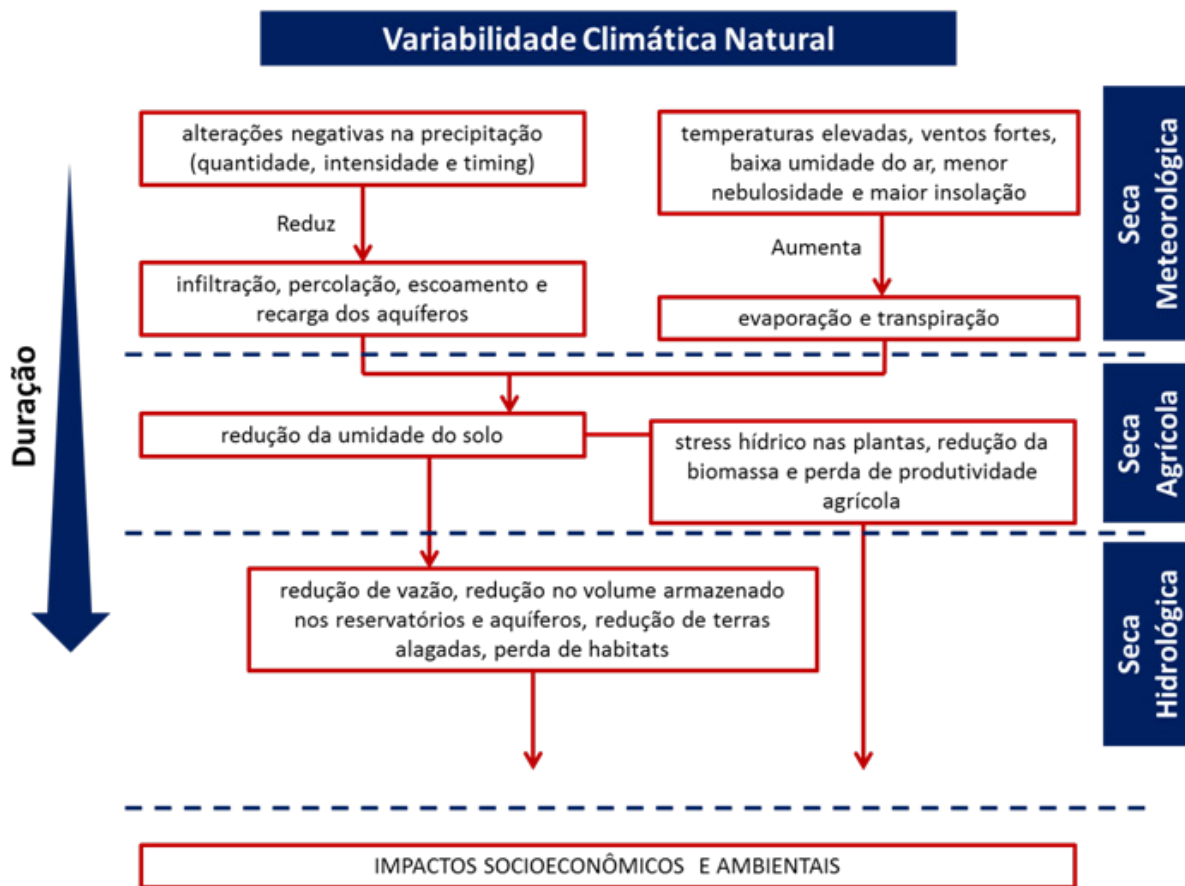 Variabilidade Climática Natural
alterações negativas na precipitação
(quantidade, intensidade e timing)
temperaturas elevadas, ventos fortes,
baixa umidade do ar, menor
nebulosidade e maior insolação
Seca
Meteorológica
Reduz
Aumenta
infiltração, percolação, escoamento e
recarga dos aquíferos
evaporação e transpiração
Duração
redução da umidade do solo
stress hídrico nas plantas, redução da
biomassa e perda de produtividade
agrícola
Seca
Agrícola
redução de vazão, redução no volume armazenado
nos reservatórios e aquíferos, redução de terras
alagadas, perda de habitats
Seca
Hidrológica
IMPACTOS SOCIOECONÔMICOS E AMBIENTAIS